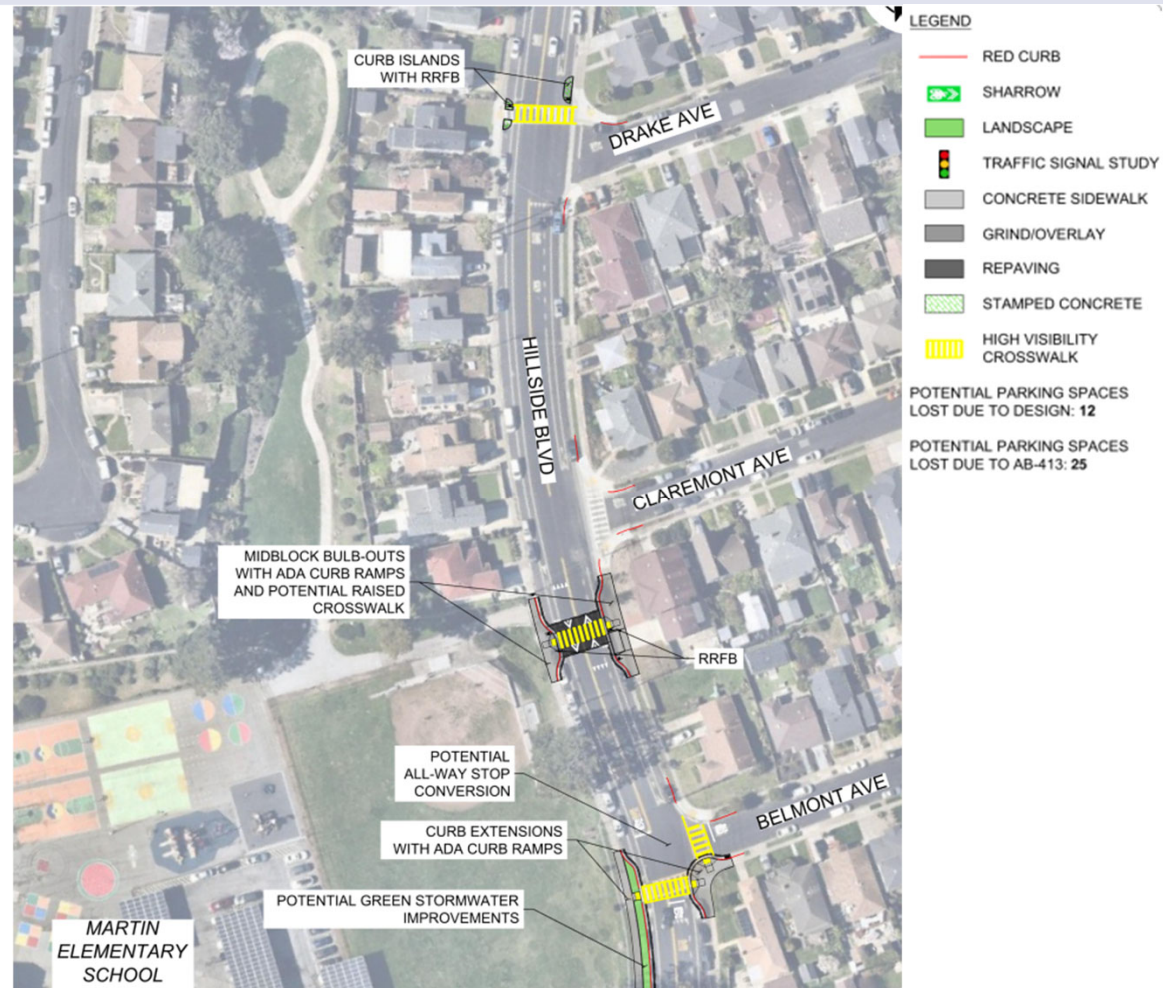 LEGEND
RED CURB
SHARROW
LANDSCAPE
TRAFFIC SIGNAL STUDY
CONCRETE SIDEWALK
GRIND/OVERLAY
REPAVING
STAMPED CONCRETE
HIGH VISIBILITY
CROSSWALK
POTENTIAL PARKING SPACES
LOST DUE TO DESIGN: 12
POTENTIAL PARKING SPACES
LOST DUE TO AB-413: 25
CURB ISLANDS
WITH RRFB
DRAKE AVE
HILLSIDE BLVD
CLAREMONT AVE
MIDBLOCK BULB-OUTS
WITH ADA CURB RAMPS
AND POTENTIAL RAISED
CROSSWALK
RRFB
POTENTIAL
ALL-WAY STOP
CONVERSION
BELMONT AVE
CURB EXTENSIONS
WITH ADA CURB RAMPS
POTENTIAL GREEN STORMWATER
IMPROVEMENTS
MARTIN
ELEMENTARY
SCHOOL